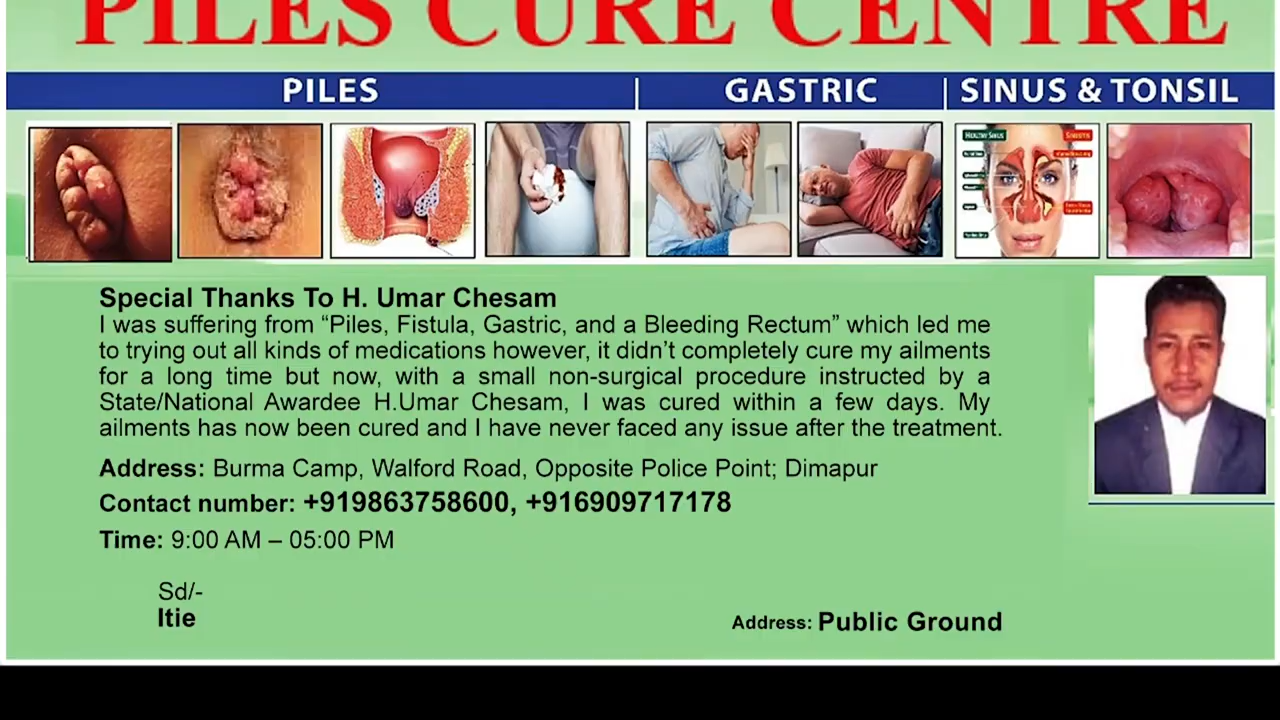 PILES CURE CENTRE
PILES | GASTRIC | SINUS & TONSIL
HEALTHY SINUS
SINUSITIS
Special Thanks To H. Umar Chesam
I was suffering from “Piles, Fistula, Gastric, and a Bleeding Rectum” which led me
to trying out all kinds of medications however, it didn’t completely cure my ailments
for a long time but now, with a small non-surgical procedure instructed by a
State/National Awardee H.Umar Chesam, I was cured within a few days. My
ailments has now been cured and I have never faced any issue after the treatment.
Address: Burma Camp, Walford Road, Opposite Police Point; Dimapur
Contact number: +919863758600, +916909717178
Time: 9:00 AM – 05:00 PM
Sd/-
Itie
Address: Public Ground